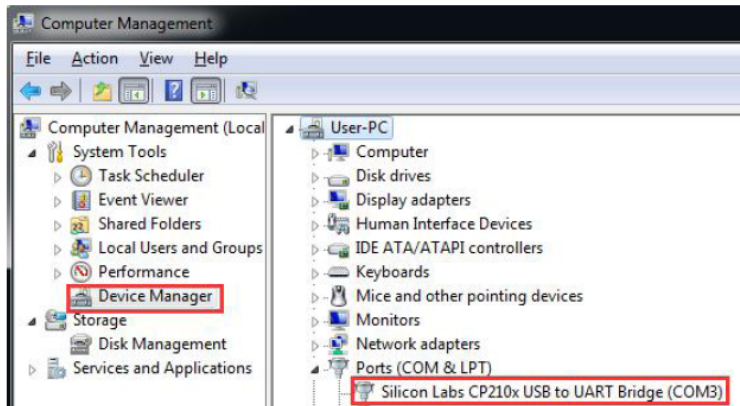 Computer Management
File Action View Help
Computer Management (Local
System Tools
Task Scheduler
Event Viewer
Shared Folders
Local Users and Groups
Performance
Device Manager
Storage
Disk Management
Services and Applications
User-PC
Computer
Disk drives
Display adapters
Human Interface Devices
IDE ATA/ATAPI controllers
Keyboards
Mice and other pointing devices
Monitors
Network adapters
Ports (COM & LPT)
Silicon Labs CP210x USB to UART Bridge (COM3)